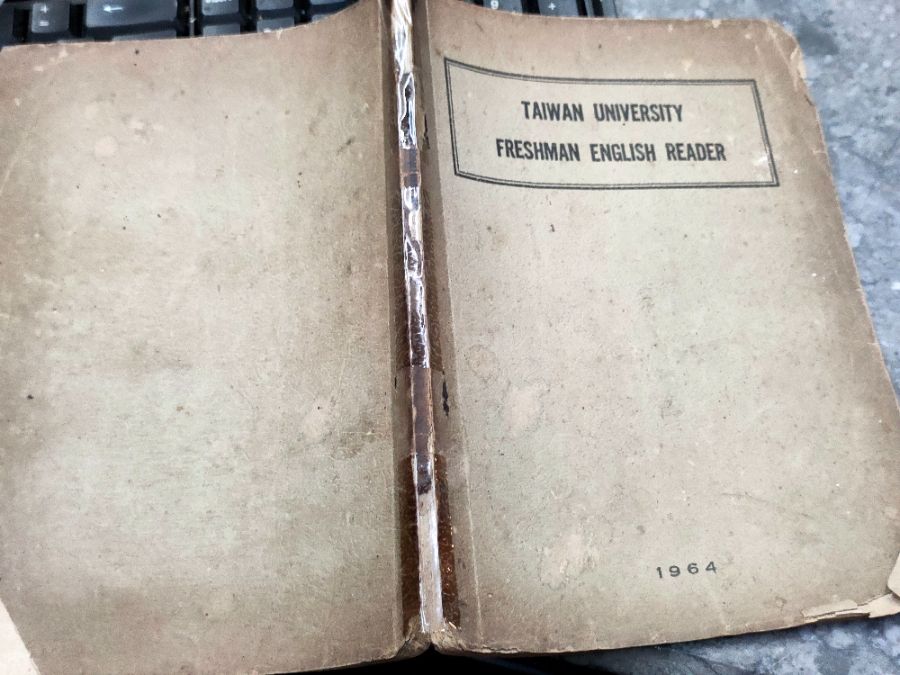 TAIWAN UNIVERSITY
FRESHMAN ENGLISH READER
1964